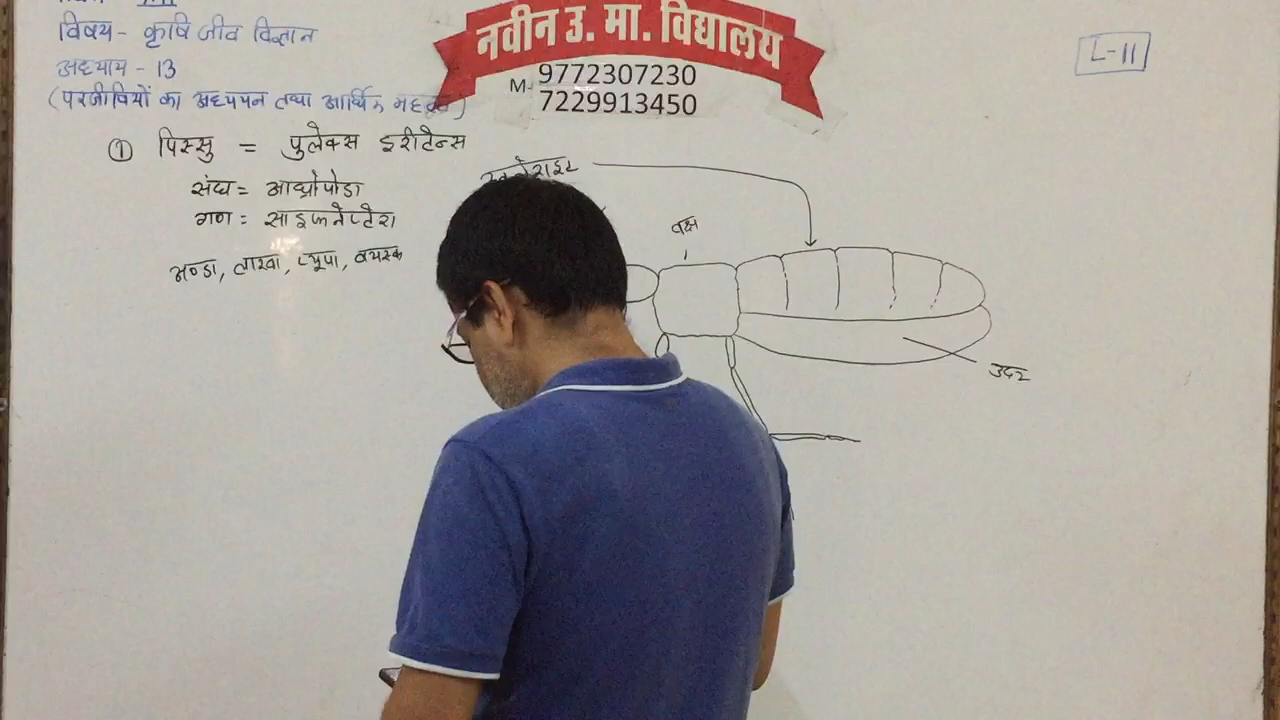 विषय - कृषि जीव विज्ञान
अध्याय - 13
(परजीवियों का अध्ययन तथा आर्थिक महत्व)
① पिस्सु = पुलेक्स इरीटेन्स
संघ = आर्थ्रोपोडा
गण = साइफनेप्टेरा
अण्डा, लारवा, प्यूपा, वयस्क
नवीन उ. मा. विद्यालय
M- 9772307230
7229913450
L-11
वक्ष
उदर